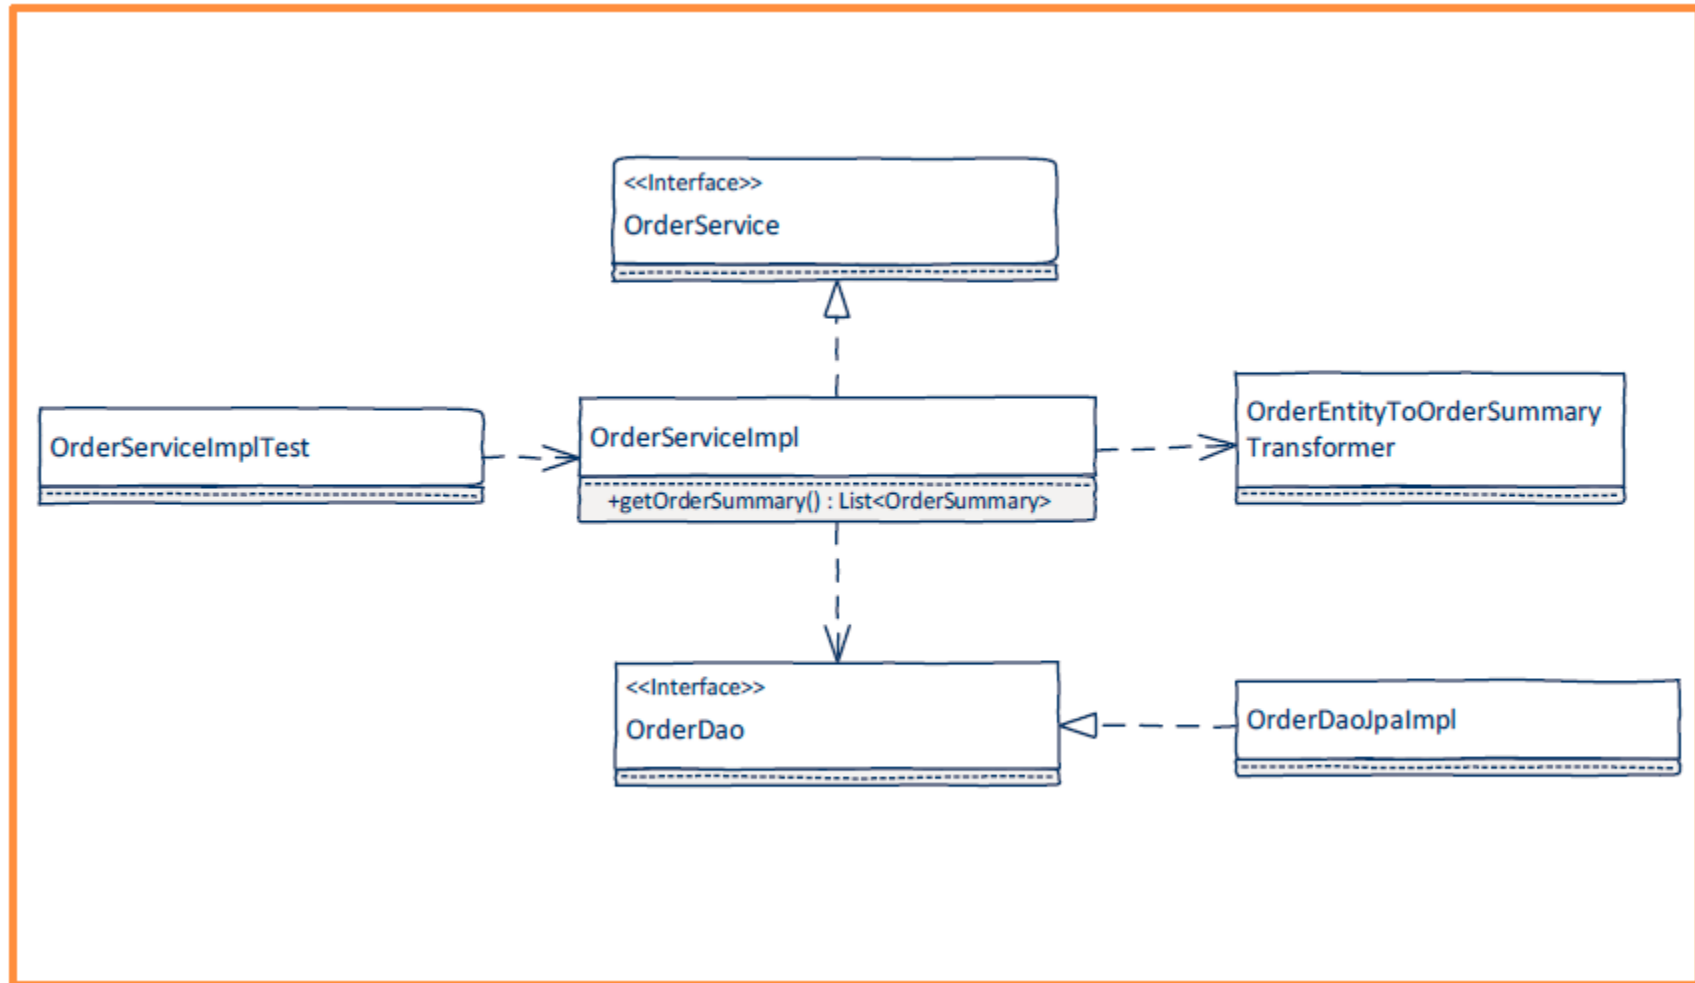 <<Interface>>
OrderService
OrderServiceImplTest
OrderServiceImpl
+getOrderSummary() : List<OrderSummary>
OrderEntityToOrderSummary
Transformer
<<Interface>>
OrderDao
OrderDaoJpaImpl